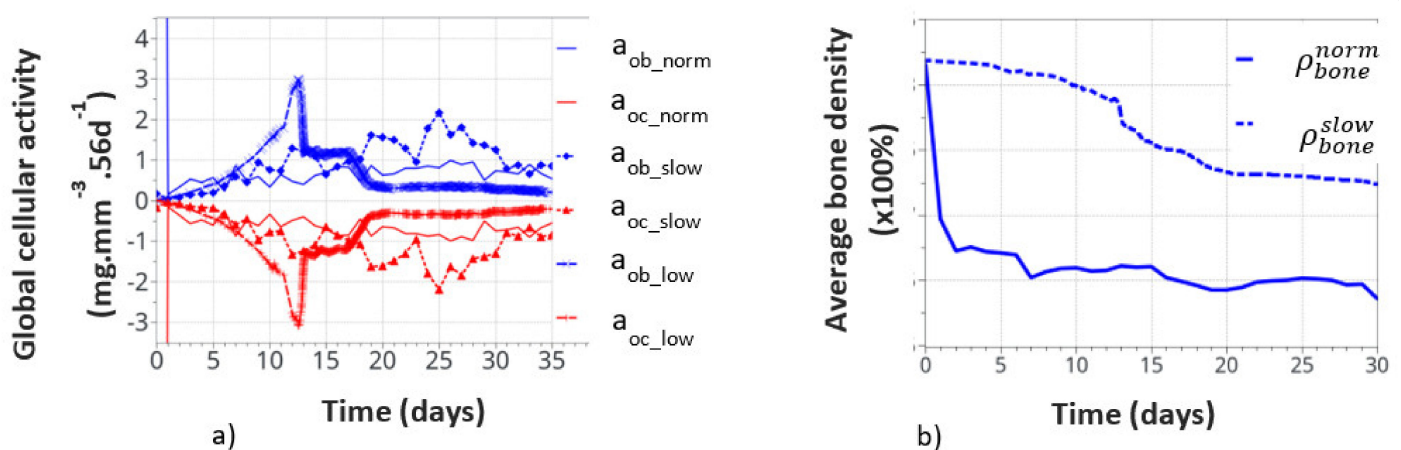 Global cellular activity
(mg.mm⁻³.56d⁻¹)
4
3
2
1
0
-1
-2
-3
0 5 10 15 20 25 30 35
Time (days)
a)
a ob_norm
a oc_norm
a ob_slow
a oc_slow
a ob_low
a oc_low
Average bone density
(x100%)
0 5 10 15 20 25 30
Time (days)
b)
ρ norm bone
ρ slow bone